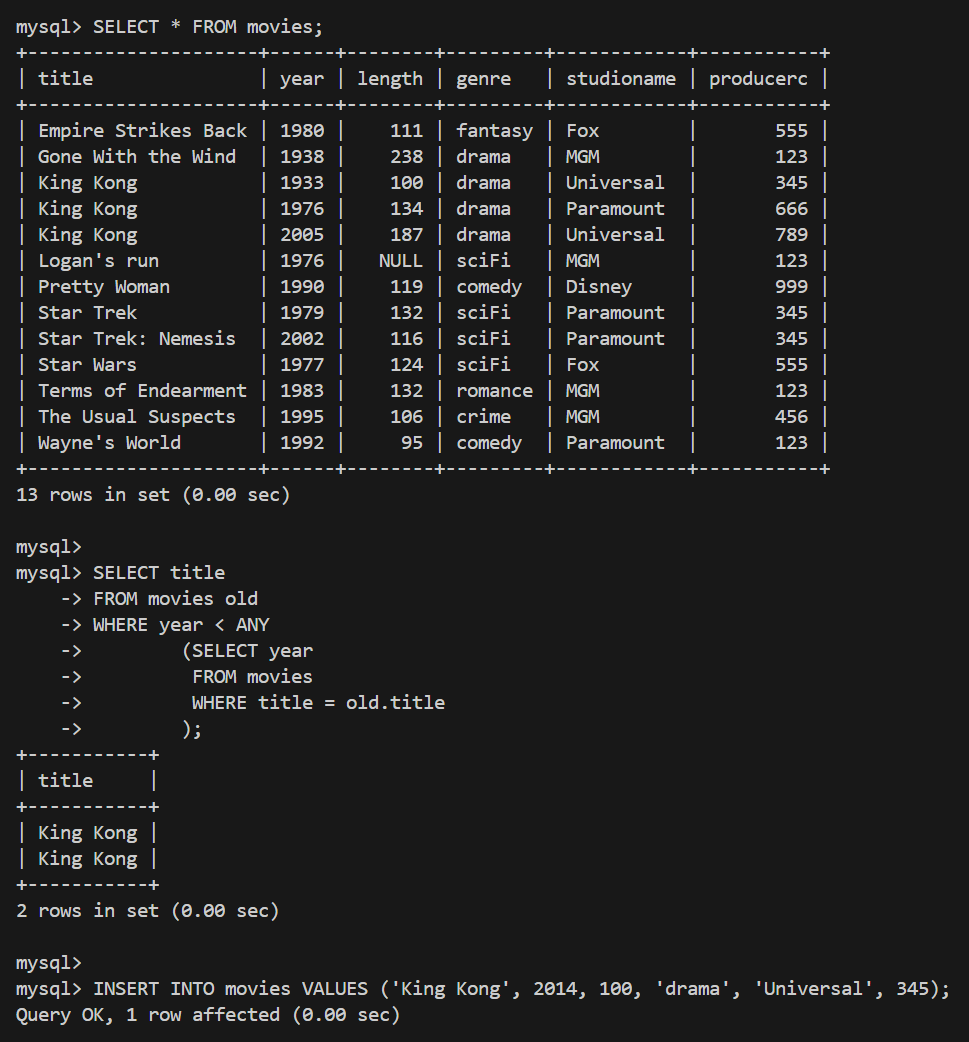 mysql> SELECT * FROM movies;
+---------------------+------+--------+---------+------------+-----------+
| title               | year | length | genre   | studioname | producerc |
+---------------------+------+--------+---------+------------+-----------+
| Empire Strikes Back | 1980 |    111 | fantasy | Fox        |       555 |
| Gone With the Wind  | 1938 |    238 | drama   | MGM        |       123 |
| King Kong           | 1933 |    100 | drama   | Universal  |       345 |
| King Kong           | 1976 |    134 | drama   | Paramount  |       666 |
| King Kong           | 2005 |    187 | drama   | Universal  |       789 |
| Logan's run         | 1976 |   NULL | sciFi   | MGM        |       123 |
| Pretty Woman        | 1990 |    119 | comedy  | Disney     |       999 |
| Star Trek           | 1979 |    132 | sciFi   | Paramount  |       345 |
| Star Trek: Nemesis  | 2002 |    116 | sciFi   | Paramount  |       345 |
| Star Wars           | 1977 |    124 | sciFi   | Fox        |       555 |
| Terms of Endearment | 1983 |    132 | romance | MGM        |       123 |
| The Usual Suspects  | 1995 |    106 | crime   | MGM        |       456 |
| Wayne's World       | 1992 |     95 | comedy  | Paramount  |       123 |
+---------------------+------+--------+---------+------------+-----------+
13 rows in set (0.00 sec)

mysql>
mysql> SELECT title
    -> FROM movies old
    -> WHERE year < ANY
    ->         (SELECT year
    ->          FROM movies
    ->          WHERE title = old.title
    ->         );
+-----------+
| title     |
+-----------+
| King Kong |
| King Kong |
+-----------+
2 rows in set (0.00 sec)

mysql>
mysql> INSERT INTO movies VALUES ('King Kong', 2014, 100, 'drama', 'Universal', 345);
Query OK, 1 row affected (0.00 sec)